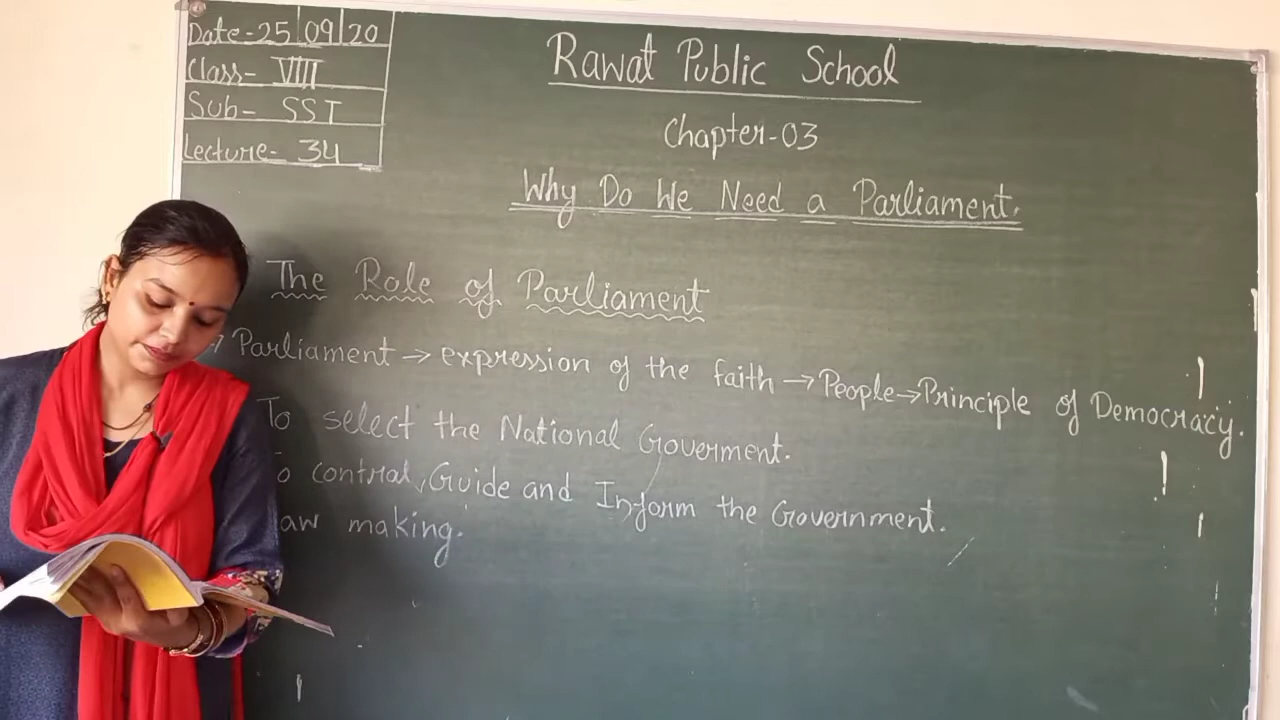 Date-25|09|20
Class- VIII
Sub- SST
Lecture- 34
Rawat Public School
Chapter-03
Why Do We Need a Parliament.
The Role of Parliament
→ Parliament → expression of the faith → People → Principle of Democracy.
To select the National Goverment.
o control, Guide and Inform the Government.
aw making.